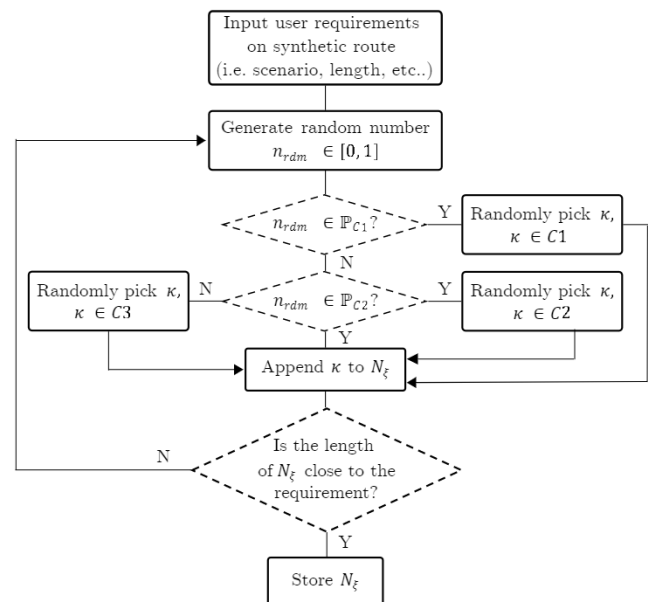 Input user requirements
on synthetic route
(i.e. scenario, length, etc..)
Generate random number
n_rdm ∈ [0, 1]
n_rdm ∈ ℙ_C1?
Y
Randomly pick κ,
κ ∈ C1
N
Randomly pick κ,
κ ∈ C3
N
n_rdm ∈ ℙ_C2?
Y
Randomly pick κ,
κ ∈ C2
Y
Append κ to N_ξ
N
Is the length
of N_ξ close to the
requirement?
Y
Store N_ξ